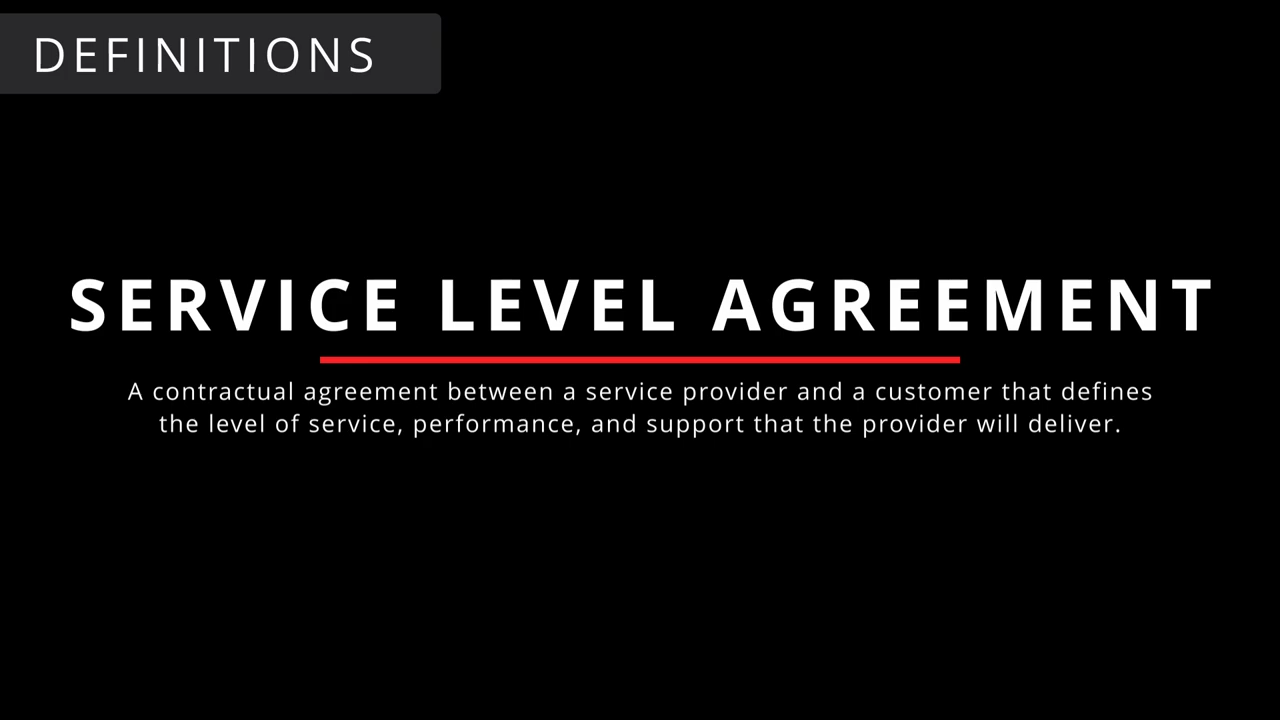 DEFINITIONS
SERVICE LEVEL AGREEMENT
A contractual agreement between a service provider and a customer that defines
the level of service, performance, and support that the provider will deliver.